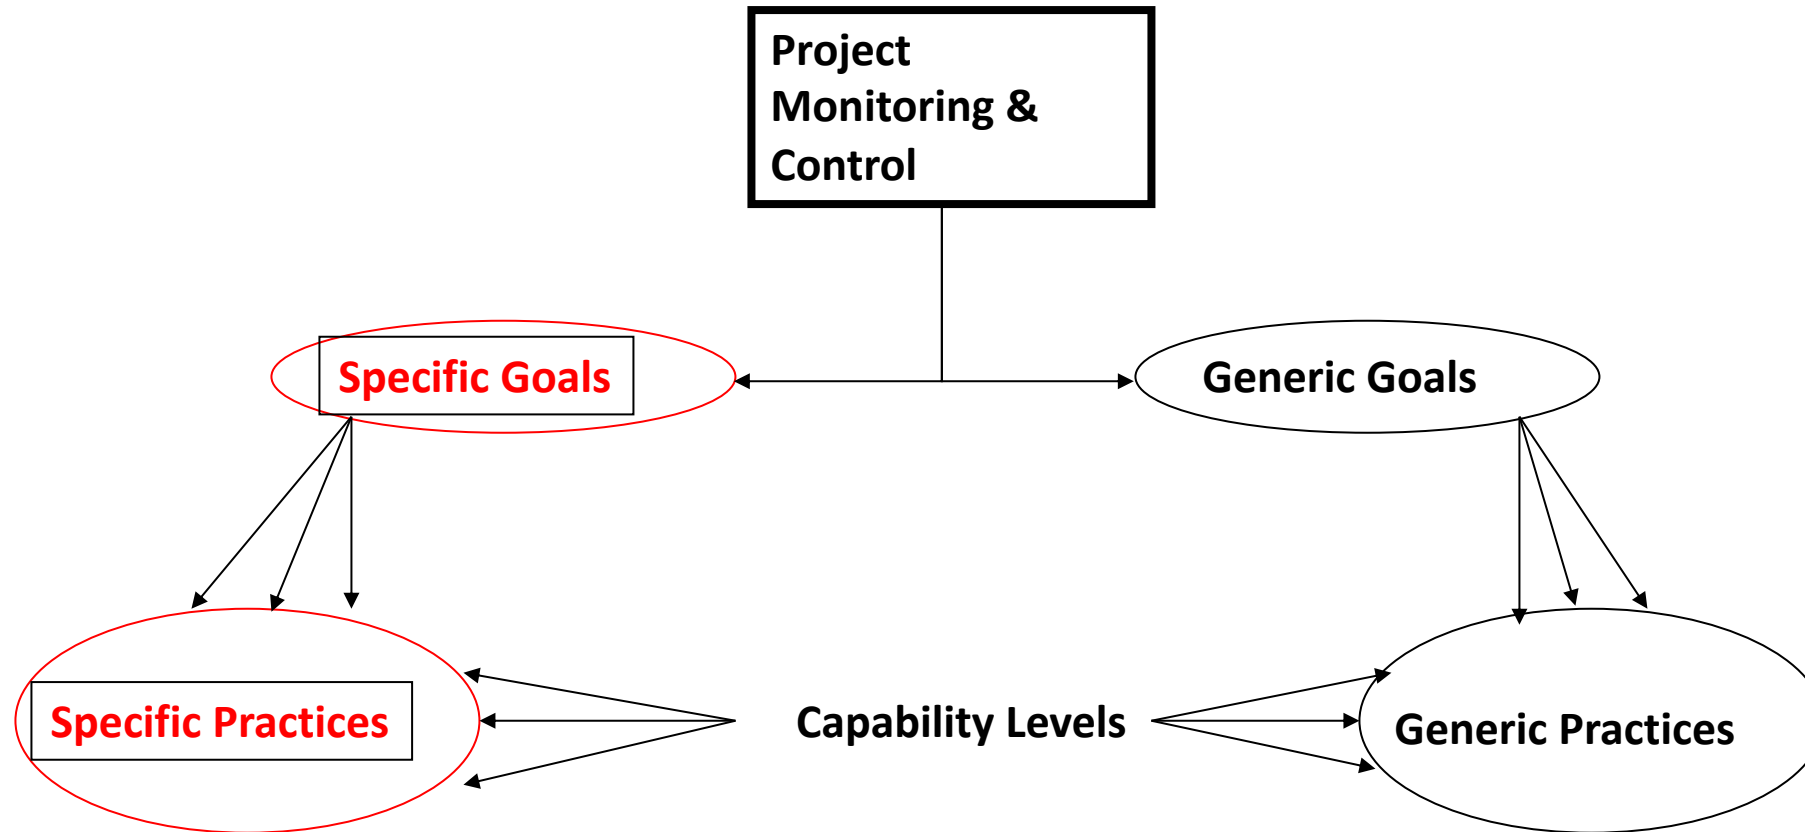 Project
Monitoring &
Control
Specific Goals
Generic Goals
Specific Practices
Capability Levels
Generic Practices